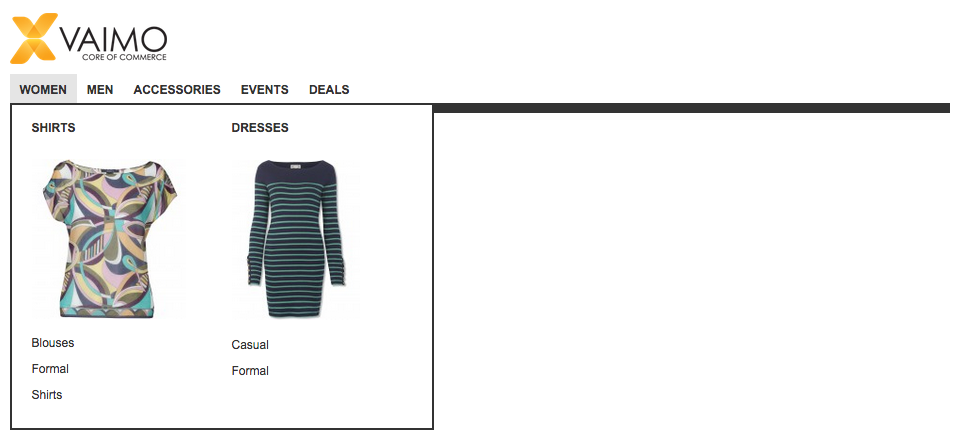 VAIMO
CORE OF COMMERCE
WOMEN MEN ACCESSORIES EVENTS DEALS
SHIRTS DRESSES
Blouses
Casual
Formal
Formal
Shirts